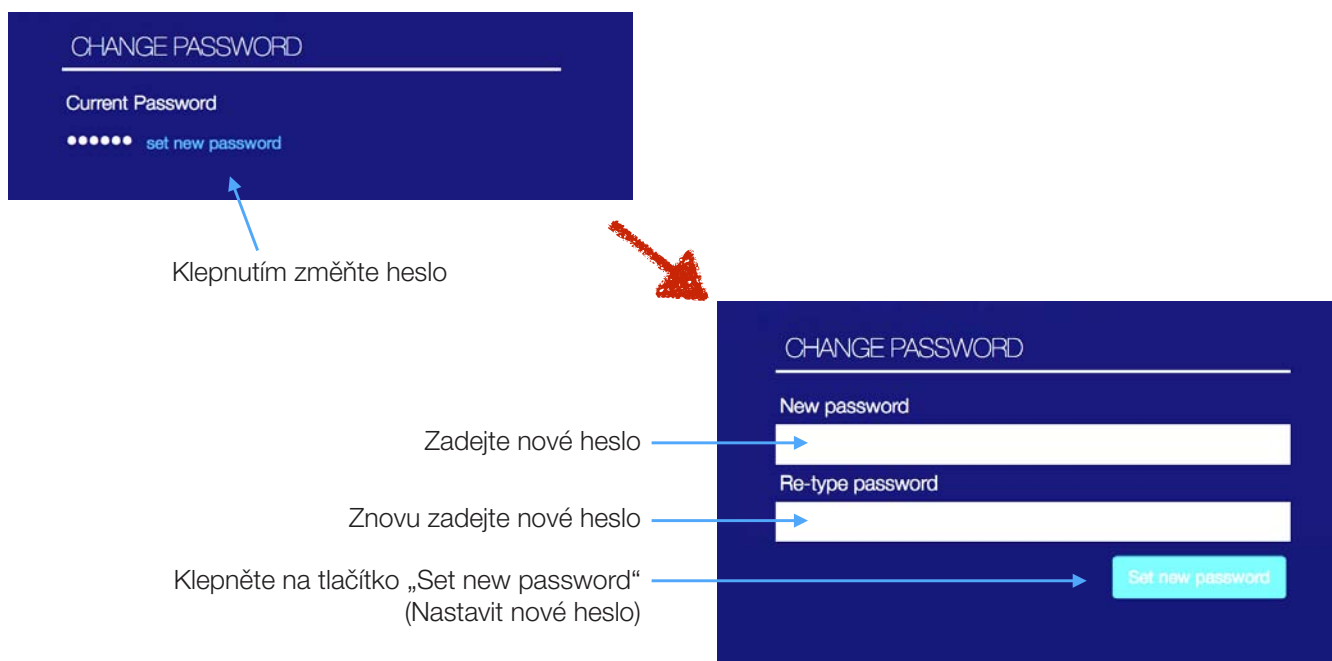 CHANGE PASSWORD
Current Password
•••••• set new password
Klepnutím změňte heslo
CHANGE PASSWORD
New password
Zadejte nové heslo
Re-type password
Znovu zadejte nové heslo
Klepněte na tlačítko „Set new password“
(Nastavit nové heslo)
Set new password